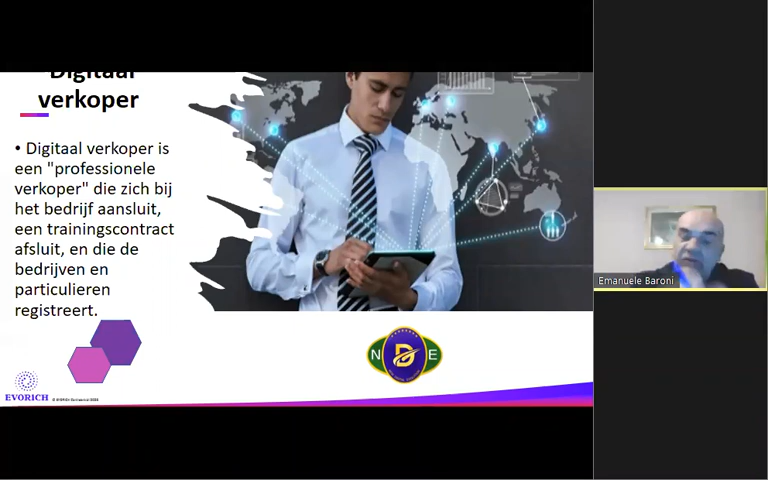 Digitaal
verkoper
• Digitaal verkoper is
een "professionele
verkoper" die zich bij
het bedrijf aansluit,
een trainingscontract
afsluit, en die de
bedrijven en
particulieren
registreert.
N D E
EVORICH
Emanuele Baroni